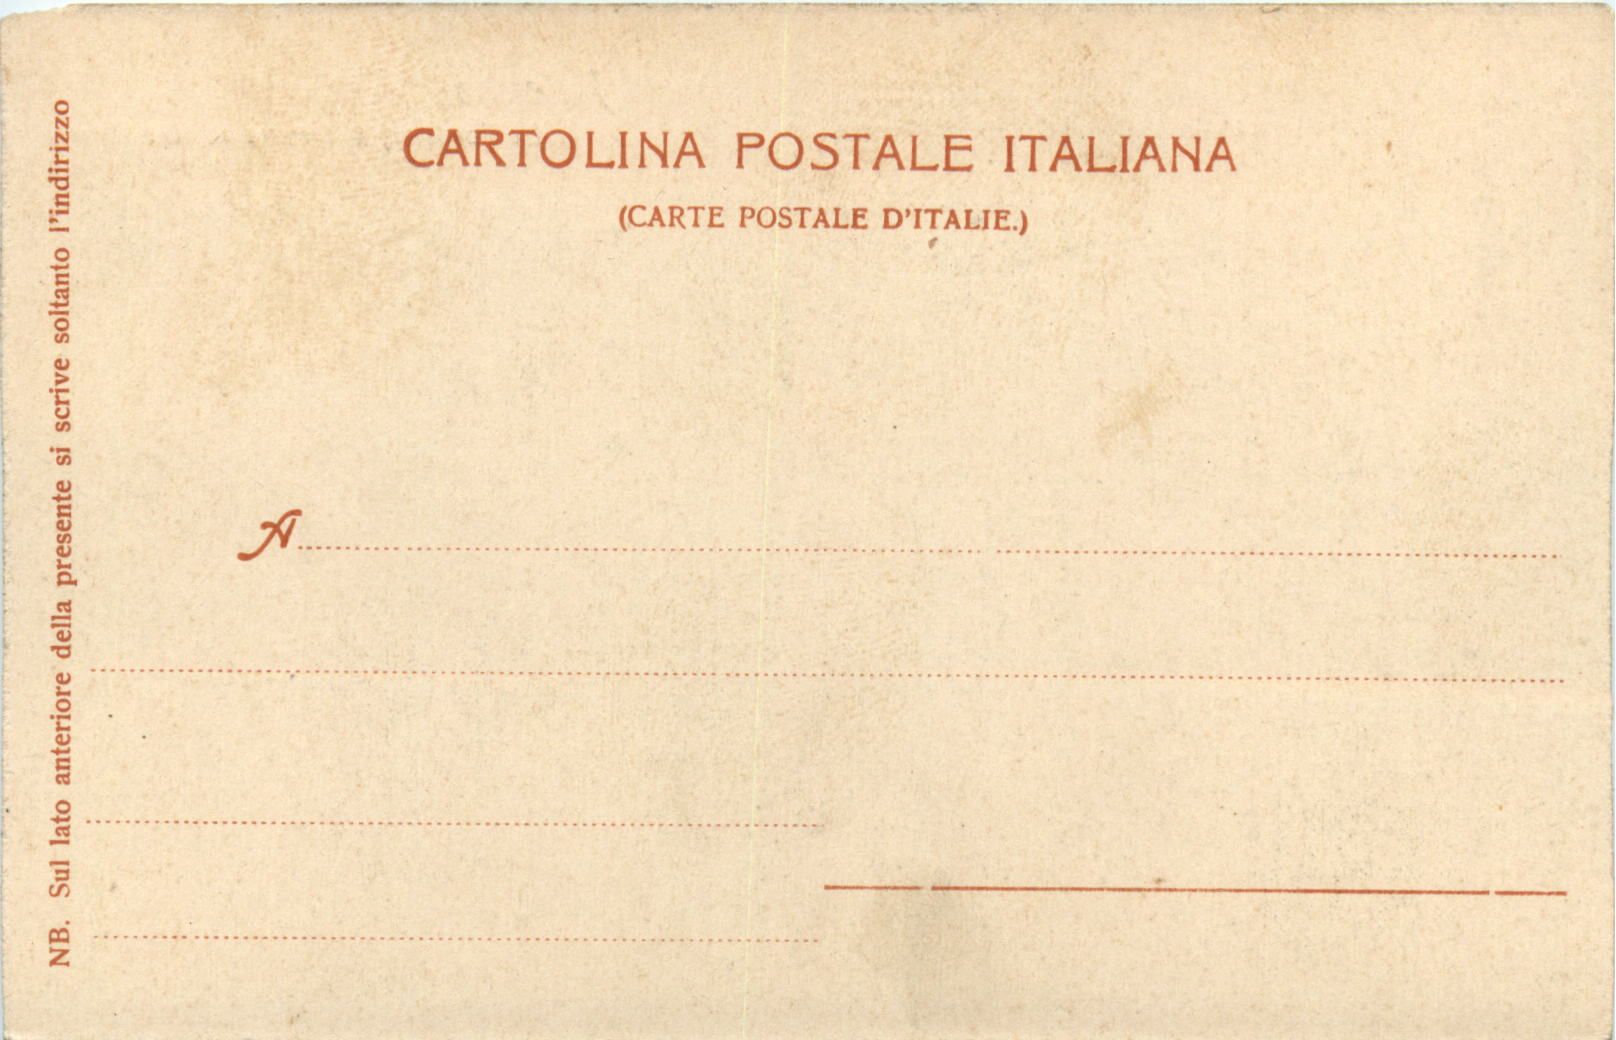 CARTOLINA POSTALE ITALIANA
(CARTE POSTALE D'ITALIE.)
A
NB. Sul lato anteriore della presente si scrive soltanto l'indirizzo